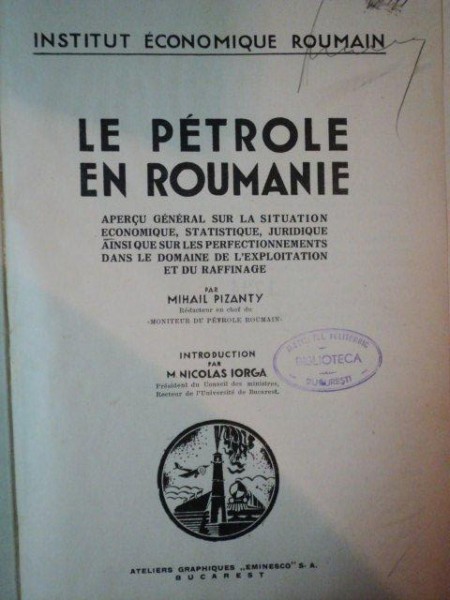 INSTITUT ÉCONOMIQUE ROUMAIN
LE PÉTROLE
EN ROUMANIE
APERÇU GÉNÉRAL SUR LA SITUATION
ECONOMIQUE, STATISTIQUE, JURIDIQUE
AINSI QUE SUR LES PERFECTIONNEMENTS
DANS LE DOMAINE DE L'EXPLOITATION
ET DU RAFFINAGE
PAR
MIHAIL PIZANTY
Rédacteur en chef du
«MONITEUR DU PÉTROLE ROUMAIN»
INTRODUCTION
PAR
M. NICOLAS IORGA
Président du Conseil des ministres,
Recteur de l'Université de Bucarest.
BIBLIOTECA
BUCUREȘTI
ATELIERS GRAPHIQUES „EMINESCO" S. A.
BUCAREST